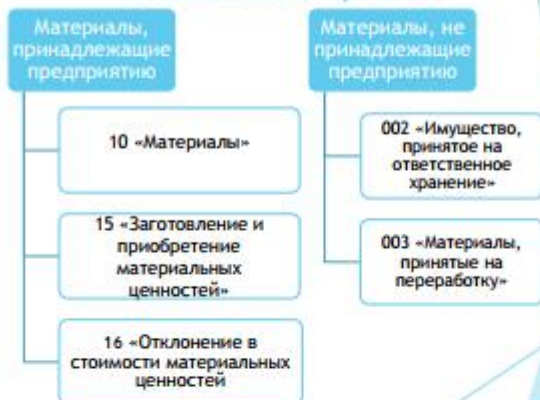 Материалы,
принадлежащие
предприятию
10 «Материалы»
15 «Заготовление и
приобретение
материальных
ценностей»
16 «Отклонение в
стоимости материальных
ценностей
Материалы, не
принадлежащие
предприятию
002 «Имущество,
принятое на
ответственное
хранение»
003 «Материалы,
принятые на
переработку»